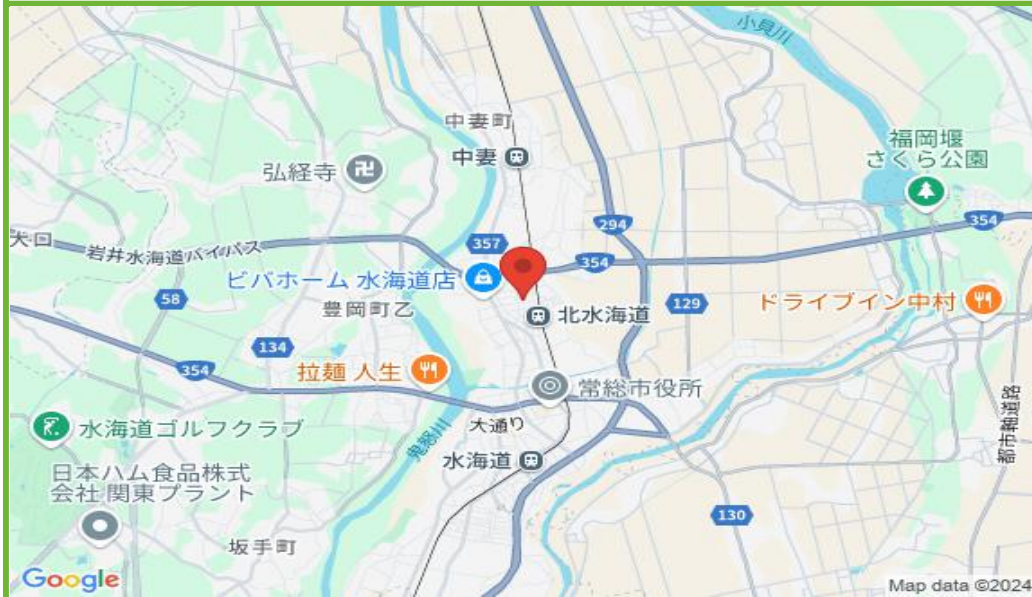 小貝川
中妻町
中妻
弘経寺
福岡堰
さくら公園
294
354
357
岩井水海道バイパス
354
ビバホーム 水海道店
58
豊岡町乙
北水海道
129
ドライブイン中村
134
354
拉麺 人生
常総市役所
水海道ゴルフクラブ
大通り
鬼怒川
都市軸道路
水海道
日本ハム食品株式
会社 関東プラント
130
坂手町
Google
Map data ©2024